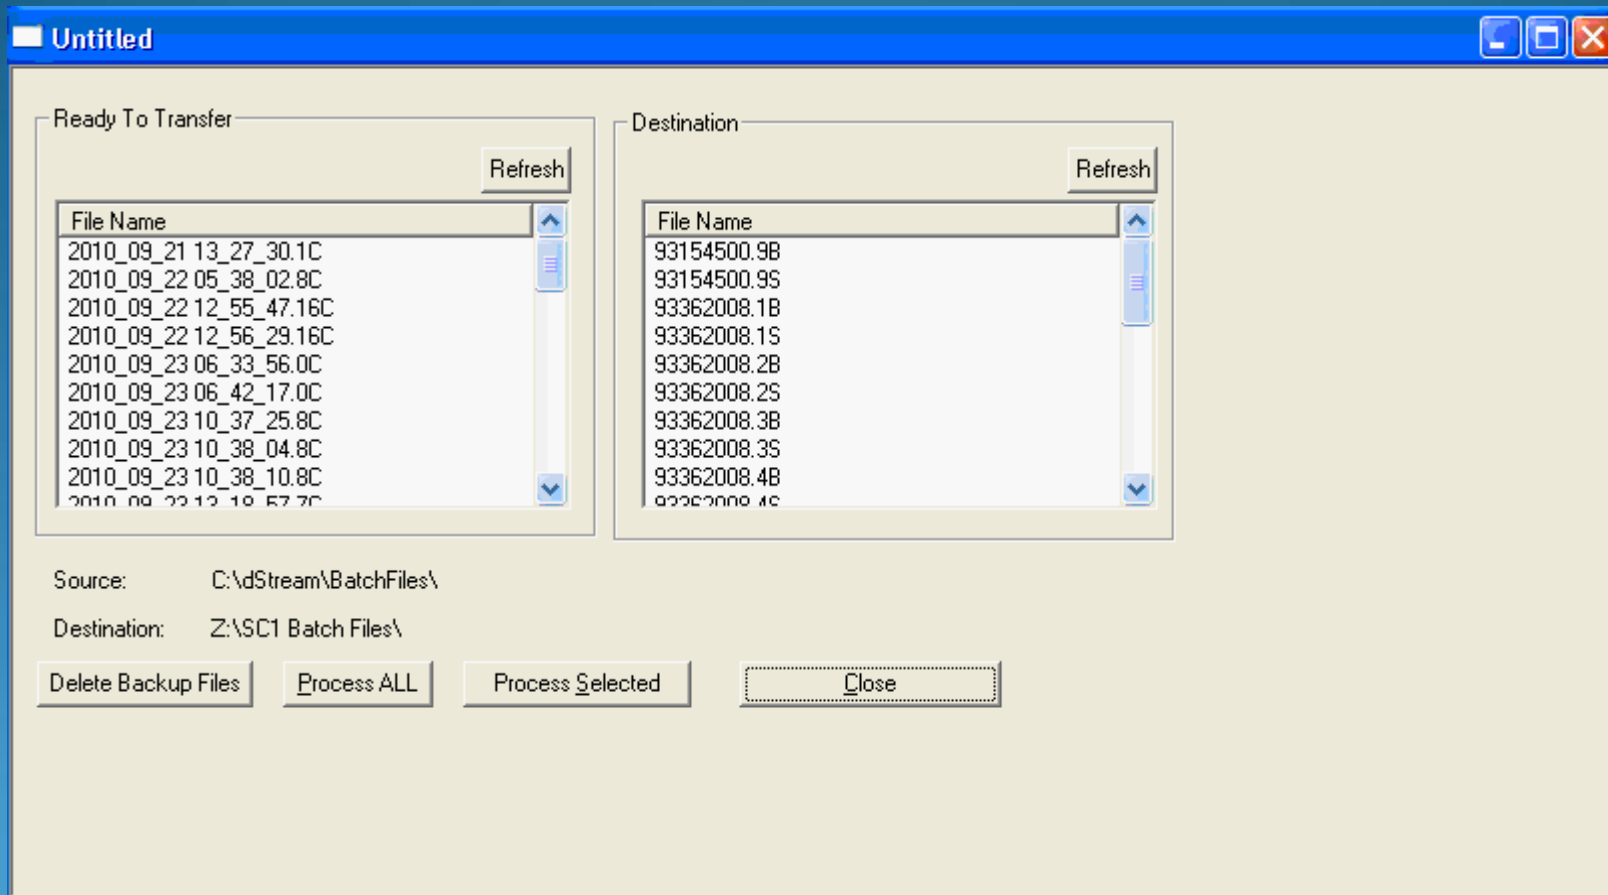 Untitled
Ready To Transfer
Refresh
File Name
2010_09_21 13_27_30.1C
2010_09_22 05_38_02.8C
2010_09_22 12_55_47.16C
2010_09_22 12_56_29.16C
2010_09_23 06_33_56.0C
2010_09_23 06_42_17.0C
2010_09_23 10_37_25.8C
2010_09_23 10_38_04.8C
2010_09_23 10_38_10.8C
Destination
Refresh
File Name
93154500.9B
93154500.9S
93362008.1B
93362008.1S
93362008.2B
93362008.2S
93362008.3B
93362008.3S
93362008.4B
Source: C:\dStream\BatchFiles\
Destination: Z:\SC1 Batch Files\
Delete Backup Files Process ALL Process Selected Close